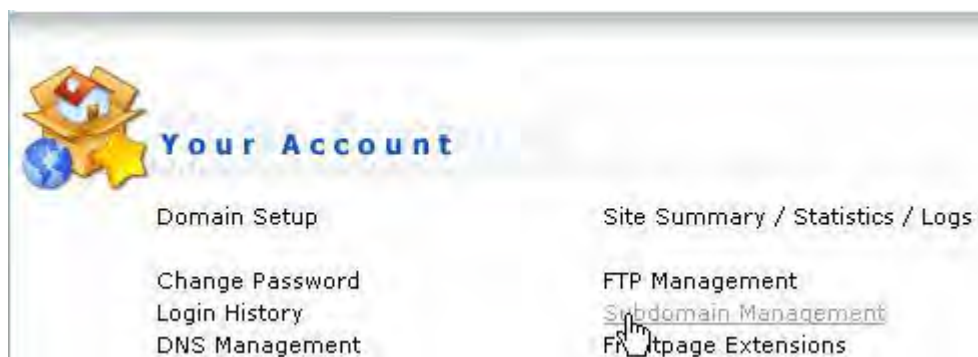 Your Account
Domain Setup
Site Summary / Statistics / Logs
Change Password
FTP Management
Login History
Subdomain Management
DNS Management
Frontpage Extensions